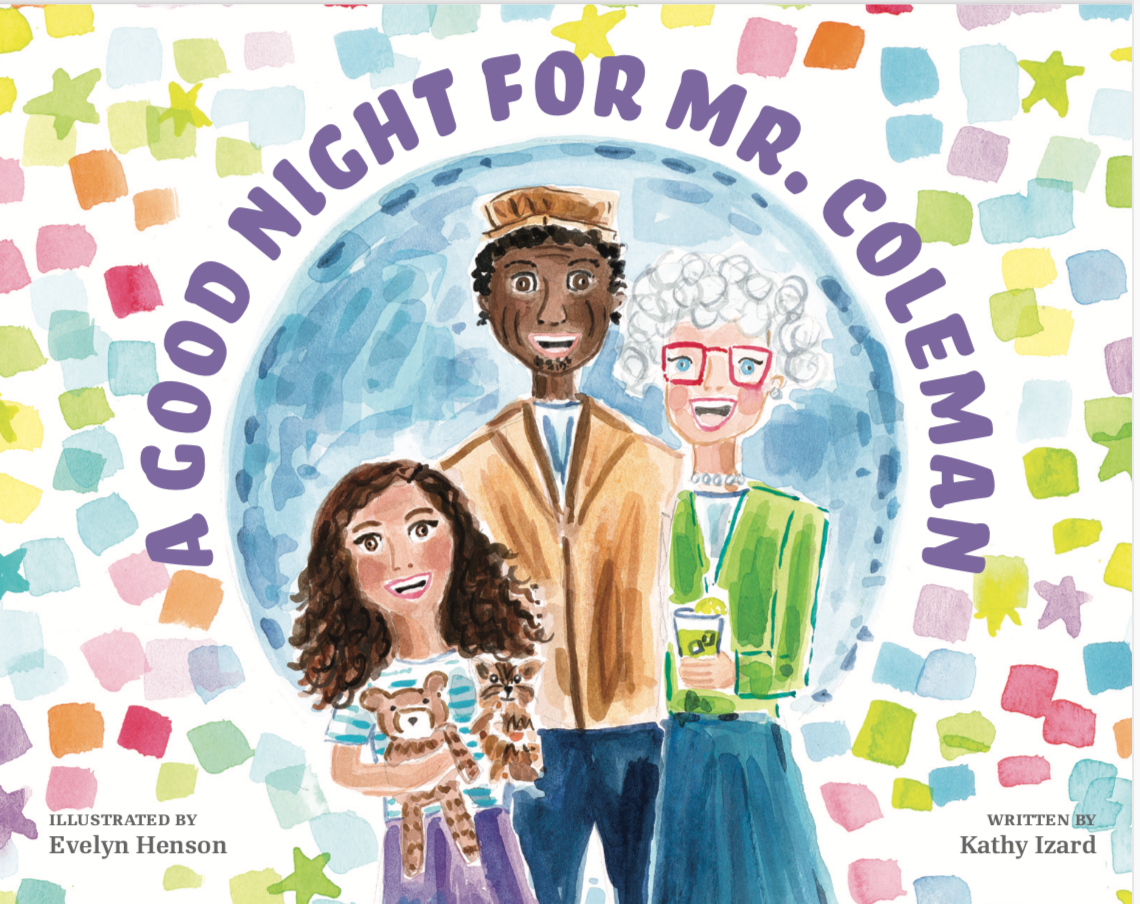 A GOOD NIGHT FOR MR. COLEMAN
ILLUSTRATED BY
Evelyn Henson
WRITTEN BY
Kathy Izard